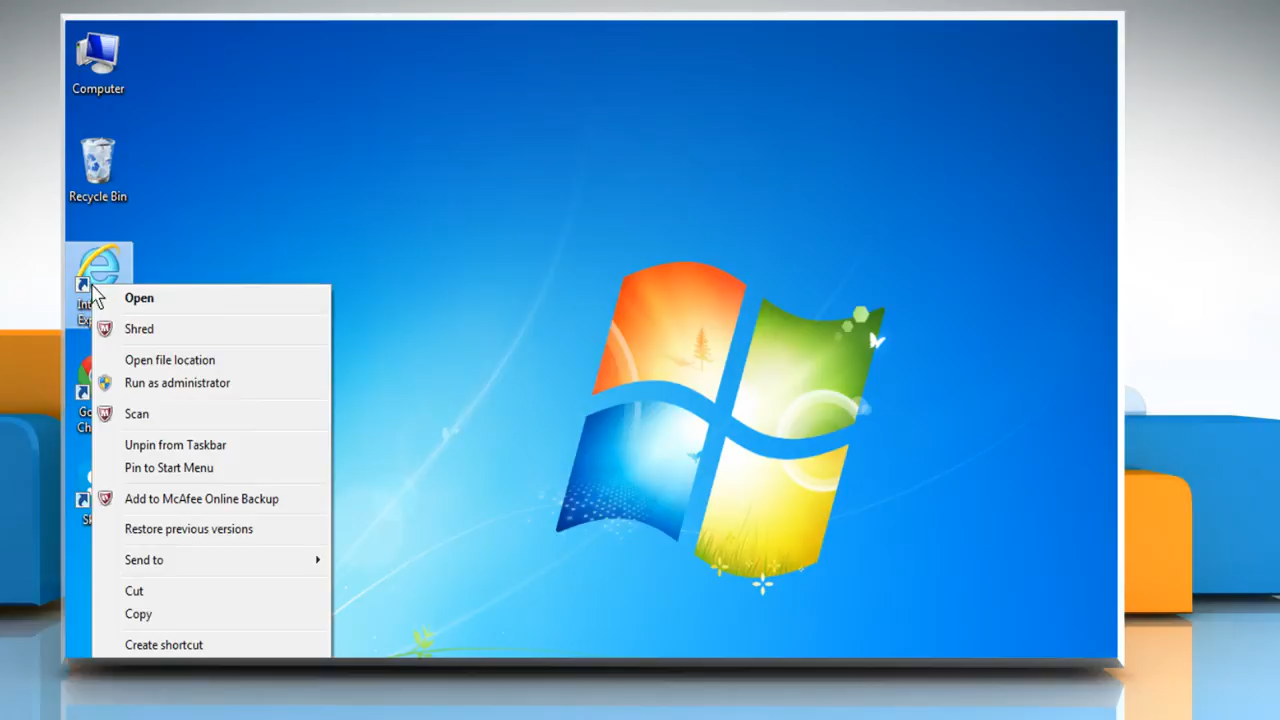 Computer
Recycle Bin
Open
Shred
Open file location
Run as administrator
Scan
Unpin from Taskbar
Pin to Start Menu
Add to McAfee Online Backup
Restore previous versions
Send to
Cut
Copy
Create shortcut